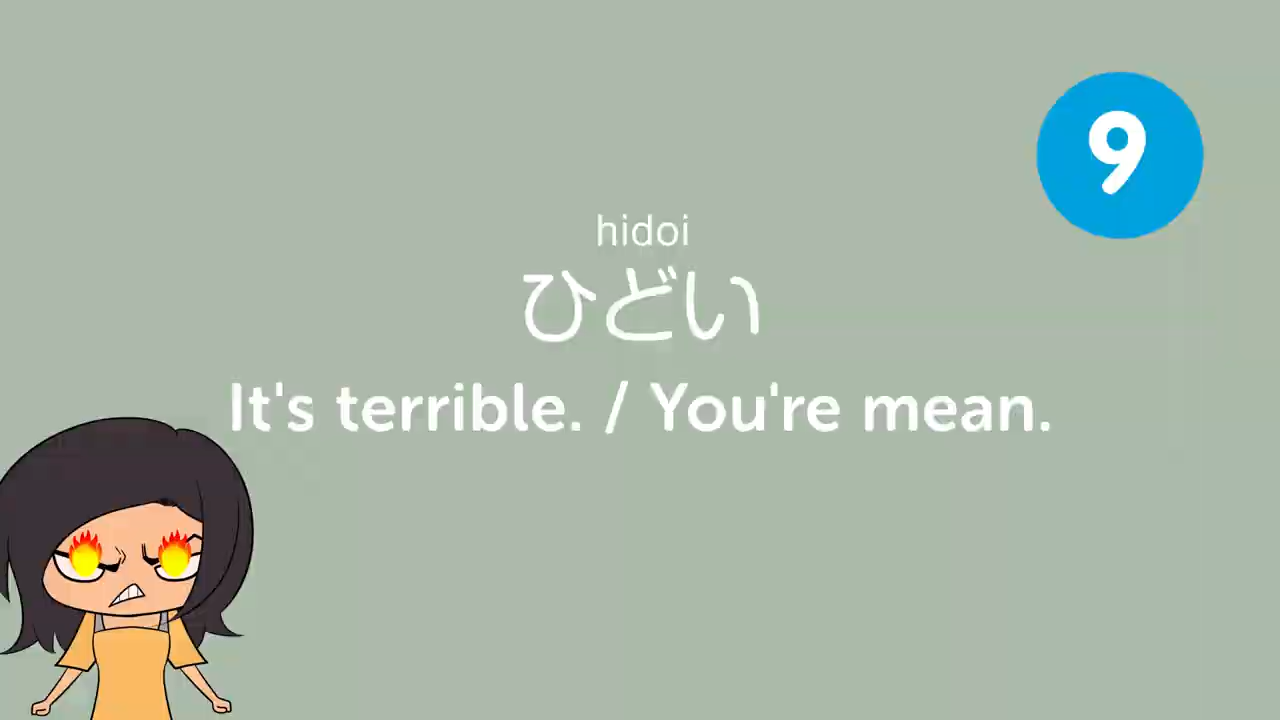 9
hidoi
ひどい
It's terrible. / You're mean.